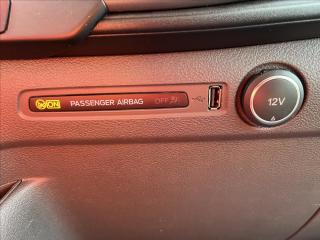 ON PASSENGER AIRBAG OFF
12V